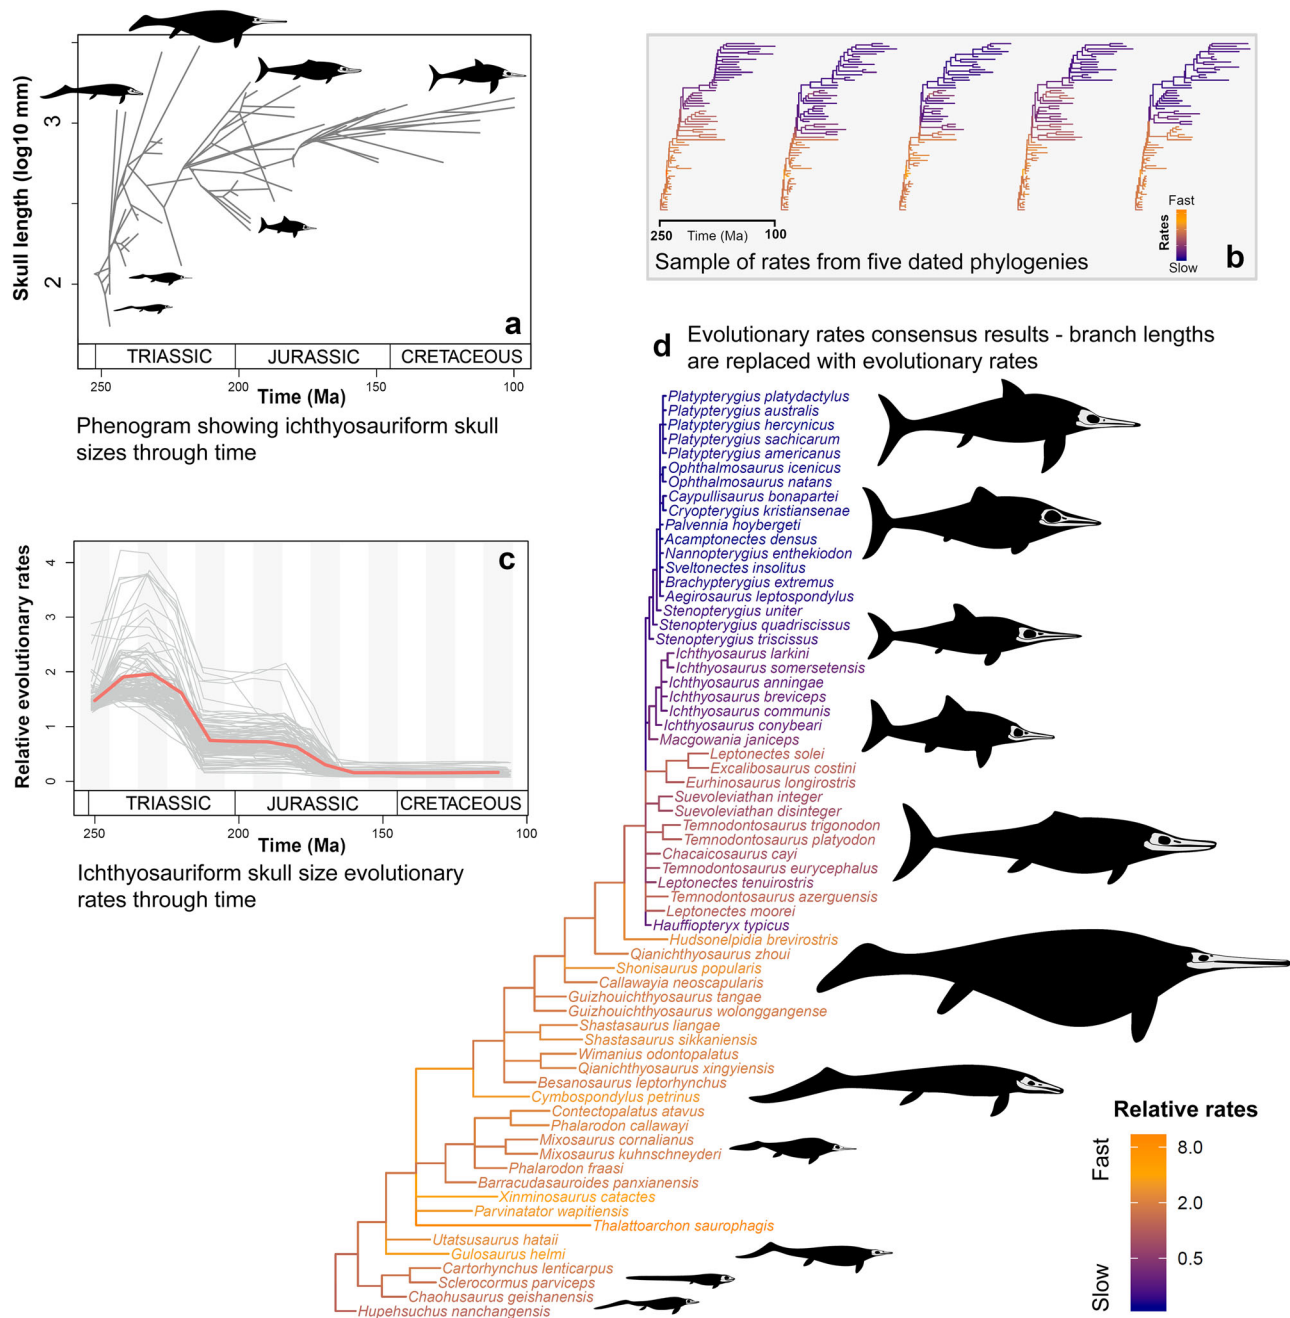 3
2
Skull length (log10 mm)
a
TRIASSIC JURASSIC CRETACEOUS
250 200 150 100
Time (Ma)
Phenogram showing ichthyosauriform skull
sizes through time
250 Time (Ma) 100
Fast
Rates
Slow
b
Sample of rates from five dated phylogenies
c
4
3
2
1
0
Relative evolutionary rates
TRIASSIC JURASSIC CRETACEOUS
250 200 150 100
Time (Ma)
Ichthyosauriform skull size evolutionary
rates through time
d Evolutionary rates consensus results - branch lengths
are replaced with evolutionary rates
Platypterygius platydactylus
Platypterygius australis
Platypterygius hercynicus
Platypterygius sachicarum
Platypterygius americanus
Ophthalmosaurus icenicus
Ophthalmosaurus natans
Caypullisaurus bonapartei
Cryopterygius kristiansenae
Palvennia hoybergeti
Acamptonectes densus
Nannopterygius enthekiodon
Sveltonectes insolitus
Brachypterygius extremus
Aegirosaurus leptospondylus
Stenopterygius uniter
Stenopterygius quadriscissus
Stenopterygius triscissus
Ichthyosaurus larkini
Ichthyosaurus somersetensis
Ichthyosaurus anningae
Ichthyosaurus breviceps
Ichthyosaurus communis
Ichthyosaurus conybeari
Macgowania janiceps
Leptonectes solei
Excalibosaurus costini
Eurhinosaurus longirostris
Suevoleviathan integer
Suevoleviathan disinteger
Temnodontosaurus trigonodon
Temnodontosaurus platyodon
Chacaicosaurus cayi
Temnodontosaurus eurycephalus
Leptonectes tenuirostris
Temnodontosaurus azerguensis
Leptonectes moorei
Hauffiopteryx typicus
Hudsonelpidia brevirostris
Qianichthyosaurus zhoui
Shonisaurus popularis
Callawayia neoscapularis
Guizhouichthyosaurus tangae
Guizhouichthyosaurus wolonggangense
Shastasaurus liangae
Shastasaurus sikkaniensis
Wimanius odontopalatus
Qianichthyosaurus xingyiensis
Besanosaurus leptorhynchus
Cymbospondylus petrinus
Contectopalatus atavus
Phalarodon callawayi
Mixosaurus cornalianus
Mixosaurus kuhnschneyderi
Phalarodon fraasi
Barracudasauroides panxianensis
Xinminosaurus catactes
Parvinatator wapitiensis
Thalattoarchon saurophagis
Utatsusaurus hataii
Gulosaurus helmi
Cartorhynchus lenticarpus
Sclerocormus parviceps
Chaohusaurus geishanensis
Hupehsuchus nanchangensis
Relative rates
Fast
Slow
8.0
2.0
0.5